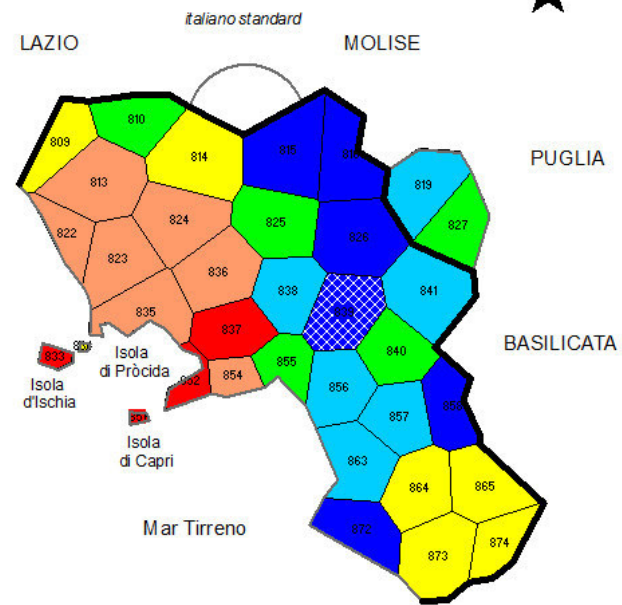 italiano standard
LAZIO
MOLISE
809
810
814
815
813
819
PUGLIA
827
822
824
825
826
823
836
838
841
835
837
840
833
Isola
di Pròcida
855
854
856
BASILICATA
Isola
d'Ischia
857
Isola
di Capri
863
864
865
Mar Tirreno
872
873
874